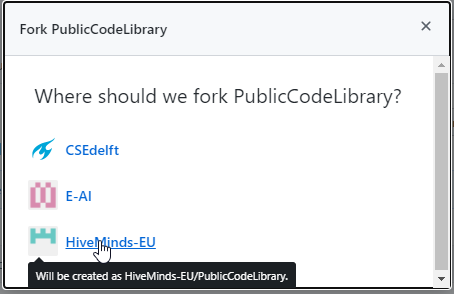 Fork PublicCodeLibrary
Where should we fork PublicCodeLibrary?
CSEdelft
E-AI
HiveMinds-EU
Will be created as HiveMinds-EU/PublicCodeLibrary.